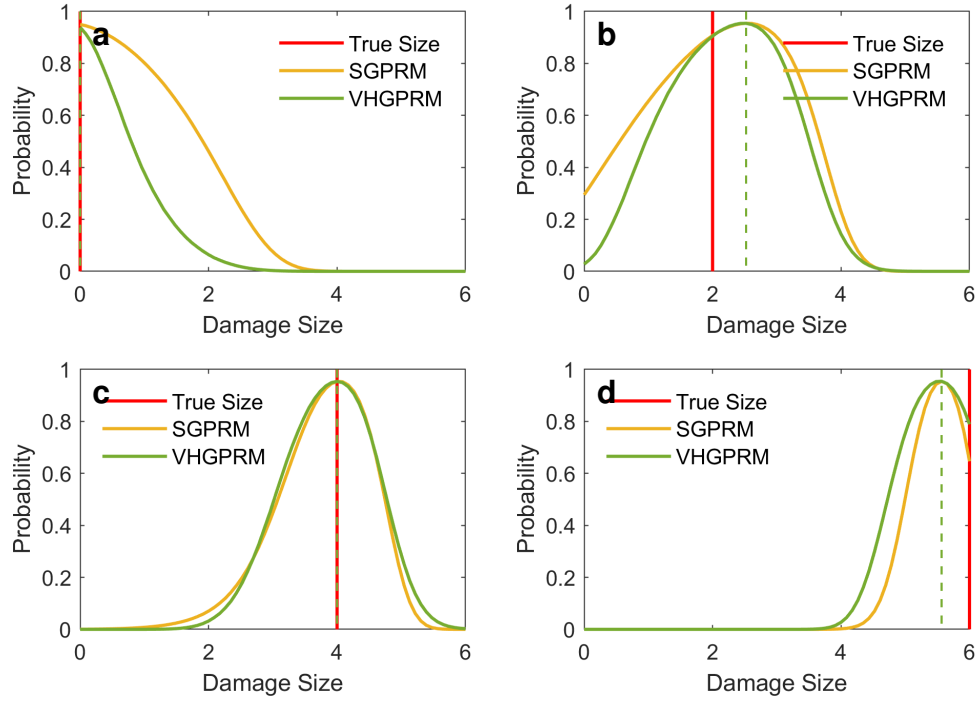 a
True Size
SGPRM
VHGPRM
Probability
1
0.8
0.6
0.4
0.2
0
0 2 4 6
Damage Size
b
True Size
SGPRM
VHGPRM
Probability
1
0.8
0.6
0.4
0.2
0
0 2 4 6
Damage Size
c
True Size
SGPRM
VHGPRM
Probability
1
0.8
0.6
0.4
0.2
0
0 2 4 6
Damage Size
d
True Size
SGPRM
VHGPRM
Probability
1
0.8
0.6
0.4
0.2
0
0 2 4 6
Damage Size